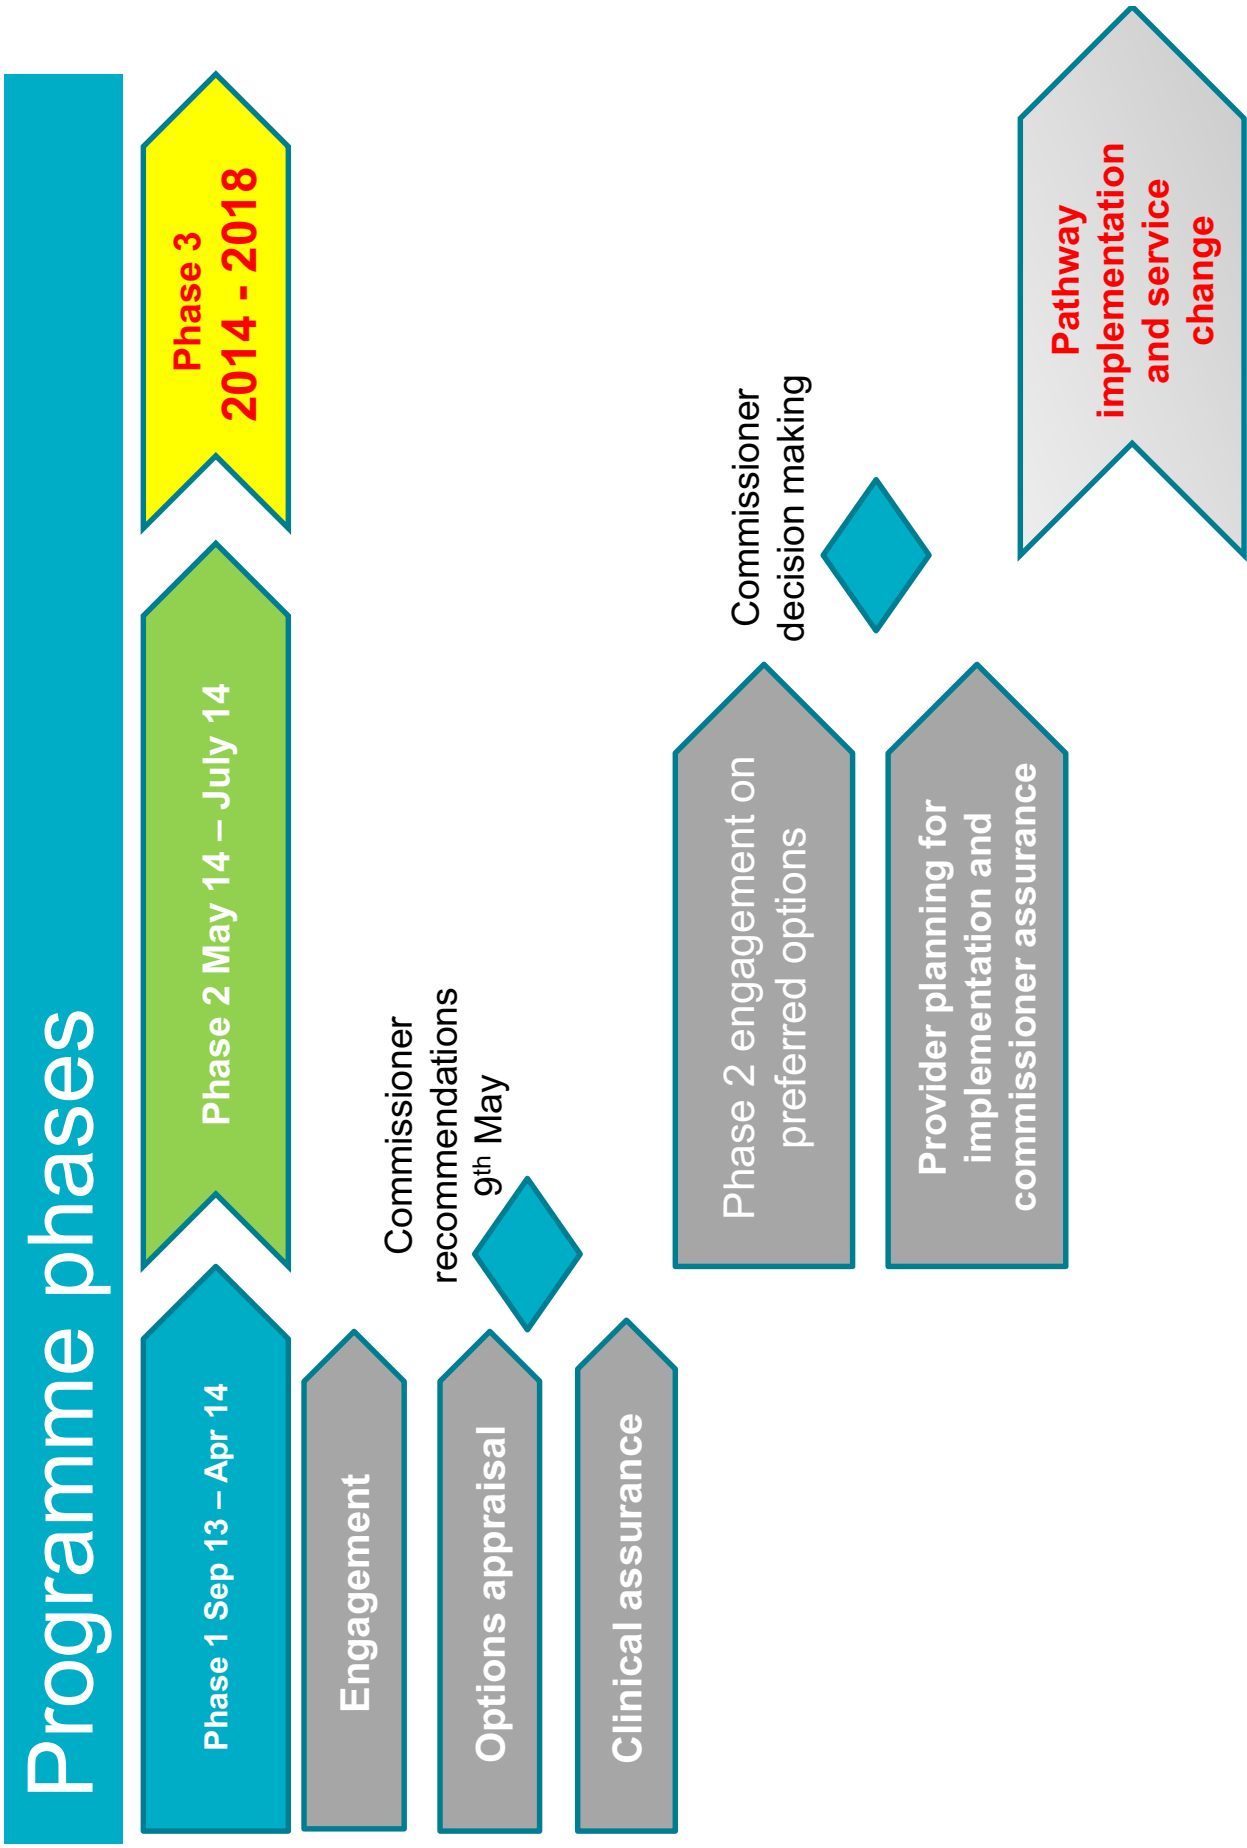 Programme phases
Phase 1 Sep 13 – Apr 14
Phase 2 May 14 – July 14
Phase 3
2014 - 2018
Engagement
Options appraisal
Clinical assurance
Commissioner
recommendations
9th May
Phase 2 engagement on
preferred options
Provider planning for
implementation and
commissioner assurance
Commissioner
decision making
Pathway
implementation
and service
change